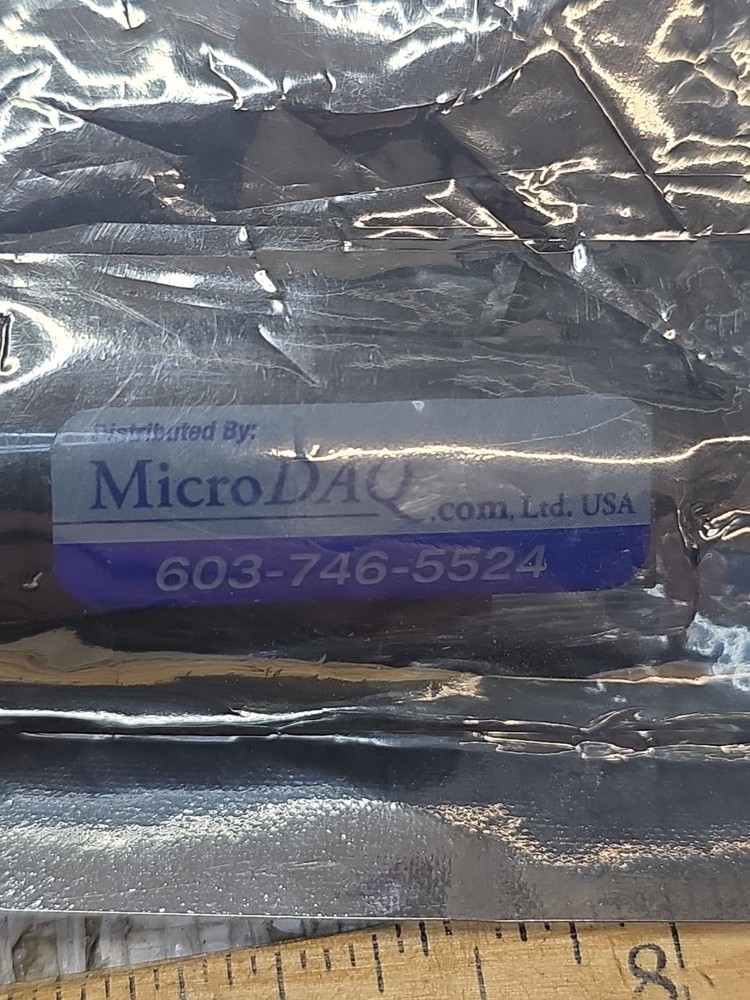 Distributed By:
MicroDAQ.com, Ltd. USA
603-746-5524
8